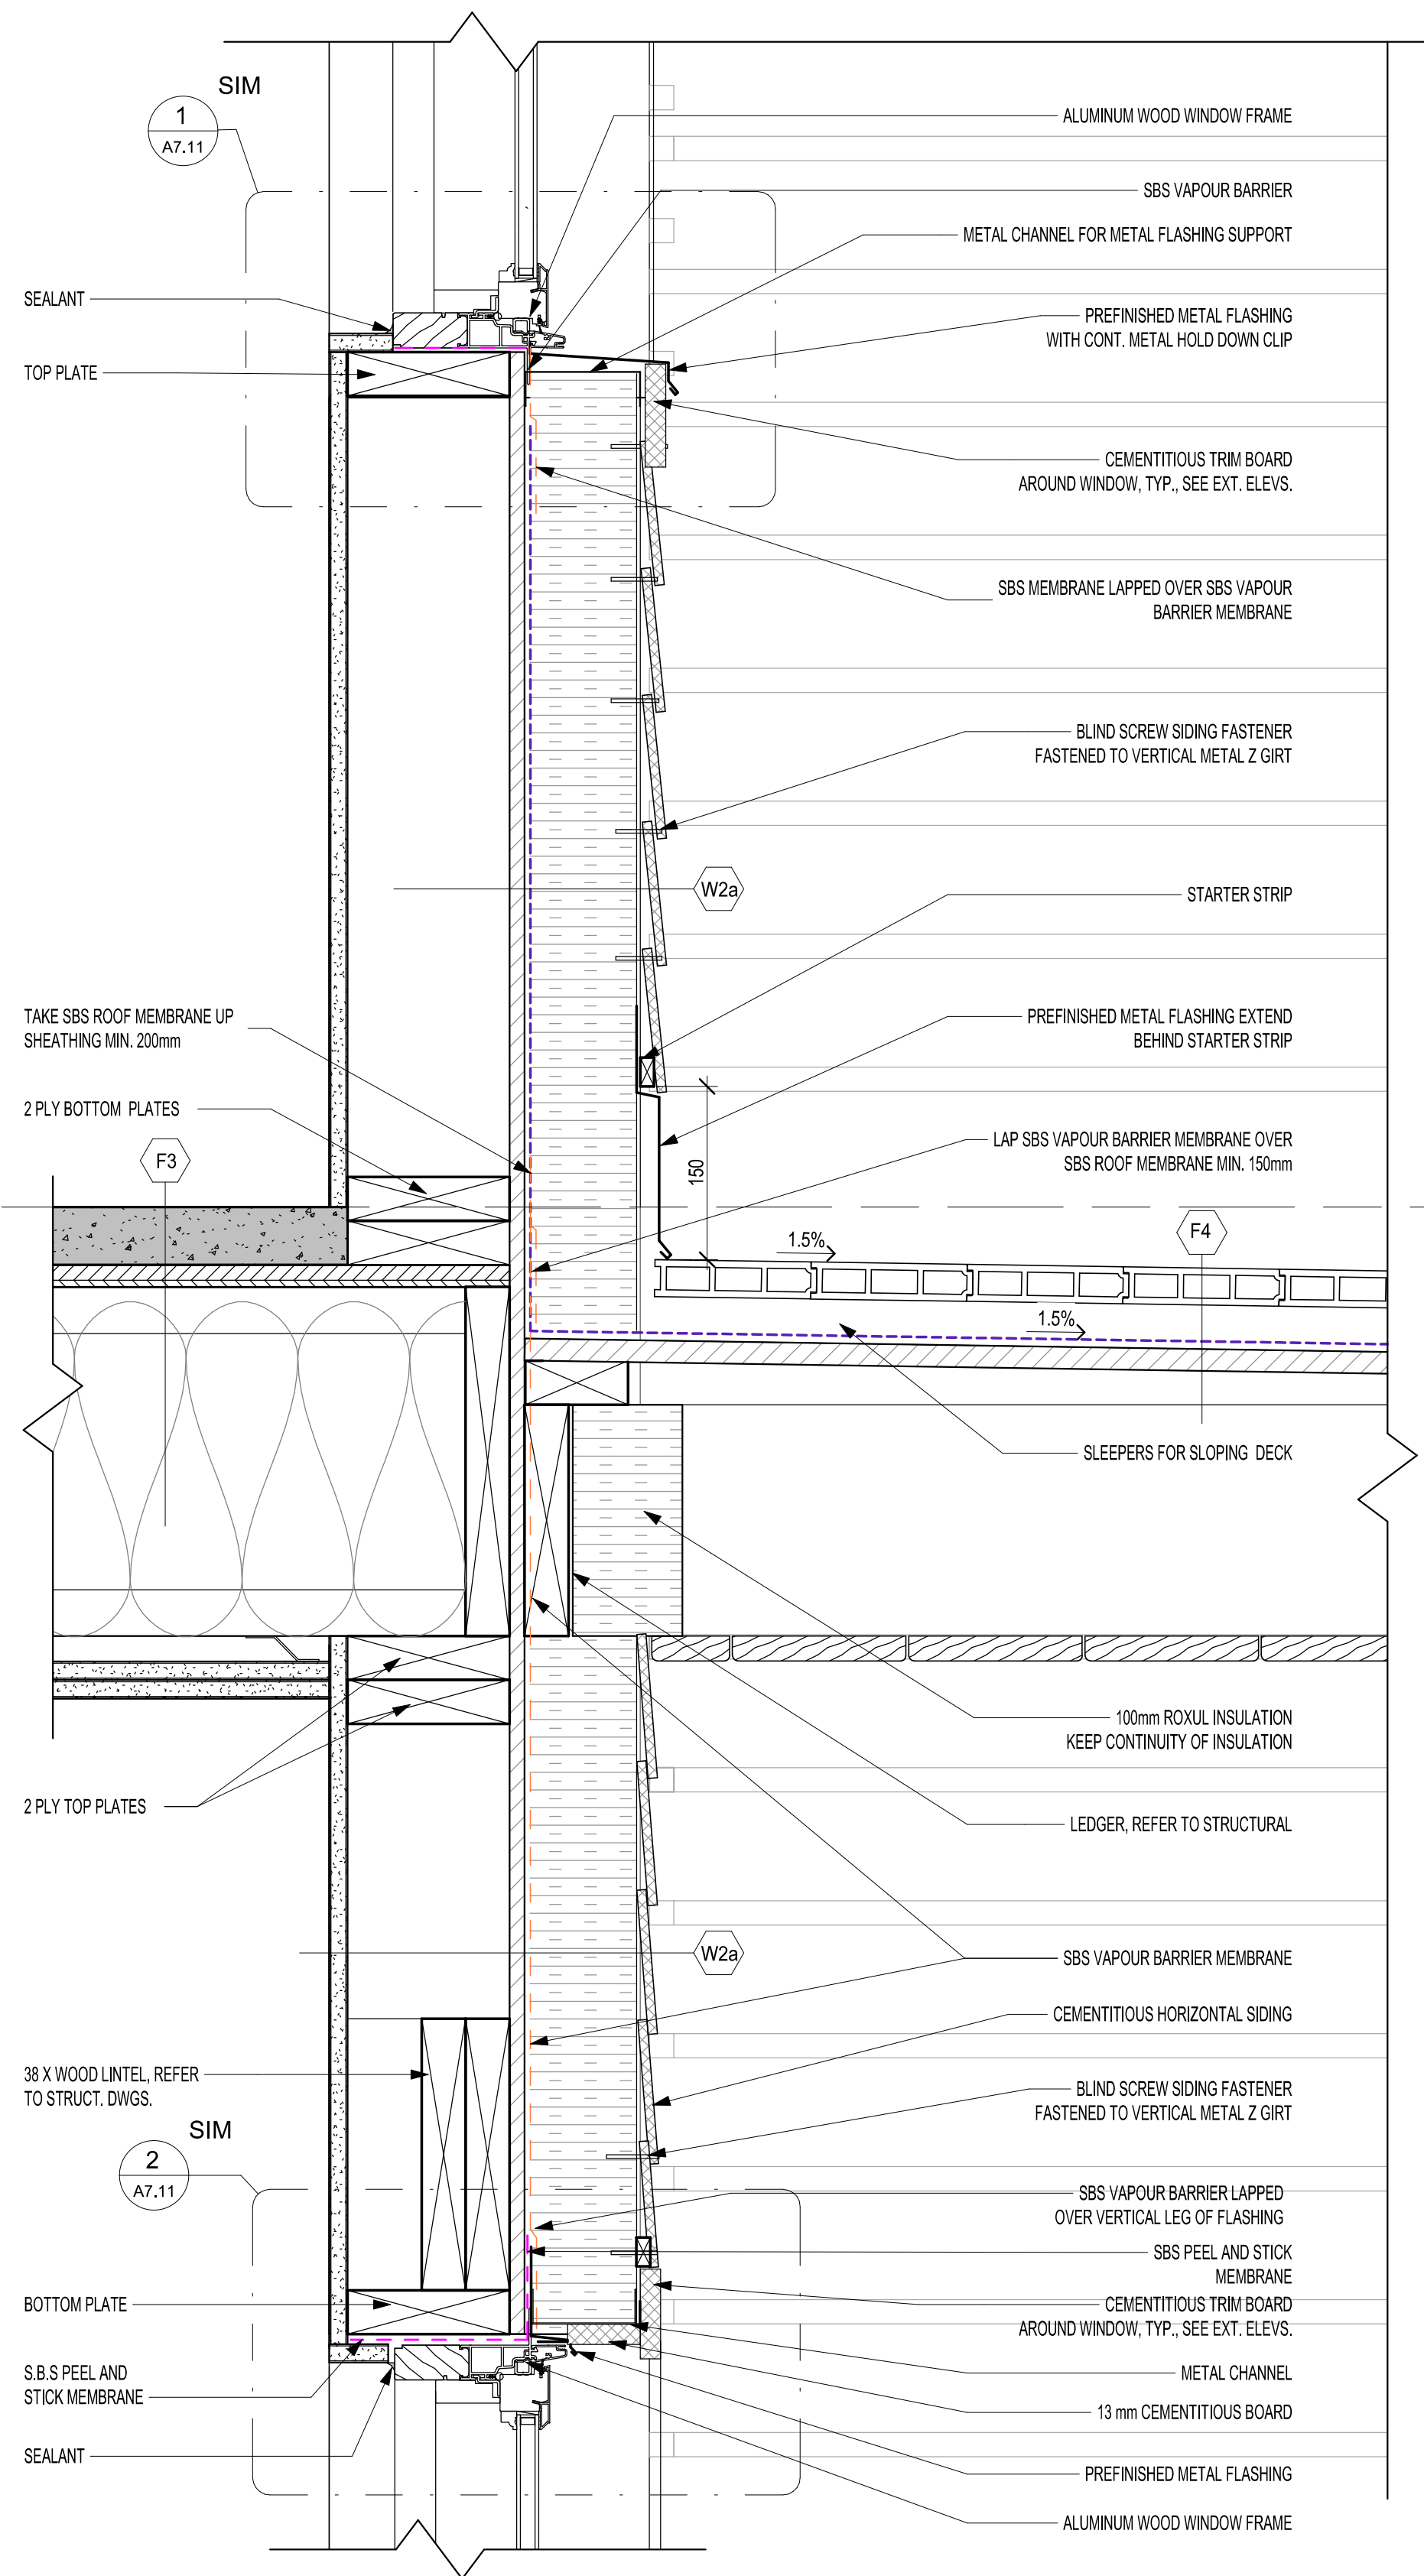 SIM
1
A7.11
ALUMINUM WOOD WINDOW FRAME
SBS VAPOUR BARRIER
METAL CHANNEL FOR METAL FLASHING SUPPORT
SEALANT
PREFINISHED METAL FLASHING
WITH CONT. METAL HOLD DOWN CLIP
TOP PLATE
CEMENTITIOUS TRIM BOARD
AROUND WINDOW, TYP., SEE EXT. ELEVS.
SBS MEMBRANE LAPPED OVER SBS VAPOUR
BARRIER MEMBRANE
BLIND SCREW SIDING FASTENER
FASTENED TO VERTICAL METAL Z GIRT
W2a
STARTER STRIP
TAKE SBS ROOF MEMBRANE UP
SHEATHING MIN. 200mm
PREFINISHED METAL FLASHING EXTEND
BEHIND STARTER STRIP
2 PLY BOTTOM PLATES
F3
LAP SBS VAPOUR BARRIER MEMBRANE OVER
SBS ROOF MEMBRANE MIN. 150mm
150
F4
1.5%
1.5%
SLEEPERS FOR SLOPING DECK
100mm ROXUL INSULATION
KEEP CONTINUITY OF INSULATION
2 PLY TOP PLATES
LEDGER, REFER TO STRUCTURAL
W2a
SBS VAPOUR BARRIER MEMBRANE
CEMENTITIOUS HORIZONTAL SIDING
38 X WOOD LINTEL, REFER
TO STRUCT. DWGS.
BLIND SCREW SIDING FASTENER
FASTENED TO VERTICAL METAL Z GIRT
SIM
2
A7.11
SBS VAPOUR BARRIER LAPPED
OVER VERTICAL LEG OF FLASHING
SBS PEEL AND STICK
MEMBRANE
BOTTOM PLATE
CEMENTITIOUS TRIM BOARD
AROUND WINDOW, TYP., SEE EXT. ELEVS.
S.B.S PEEL AND
STICK MEMBRANE
METAL CHANNEL
13 mm CEMENTITIOUS BOARD
SEALANT
PREFINISHED METAL FLASHING
ALUMINUM WOOD WINDOW FRAME